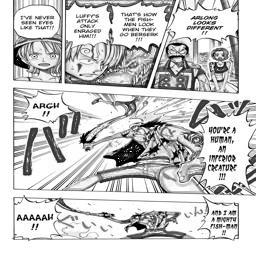 ARLONG
LOOKS
DIFFERENT
!!
THAT'S HOW
THE FISH-
MEN LOOK
WHEN THEY
GO BERSERK
!!!
LUFFY'S
ATTACK
ONLY
ENRAGED
HIM!!!
I'VE NEVER
SEEN EYES
LIKE THAT!!
YOU'RE A
HUMAN,
AN
INFERIOR
CREATURE
!!!
ARGH
!!
AND I AM
A MIGHTY
FISH-MAN
!!
AAAAAH
!!